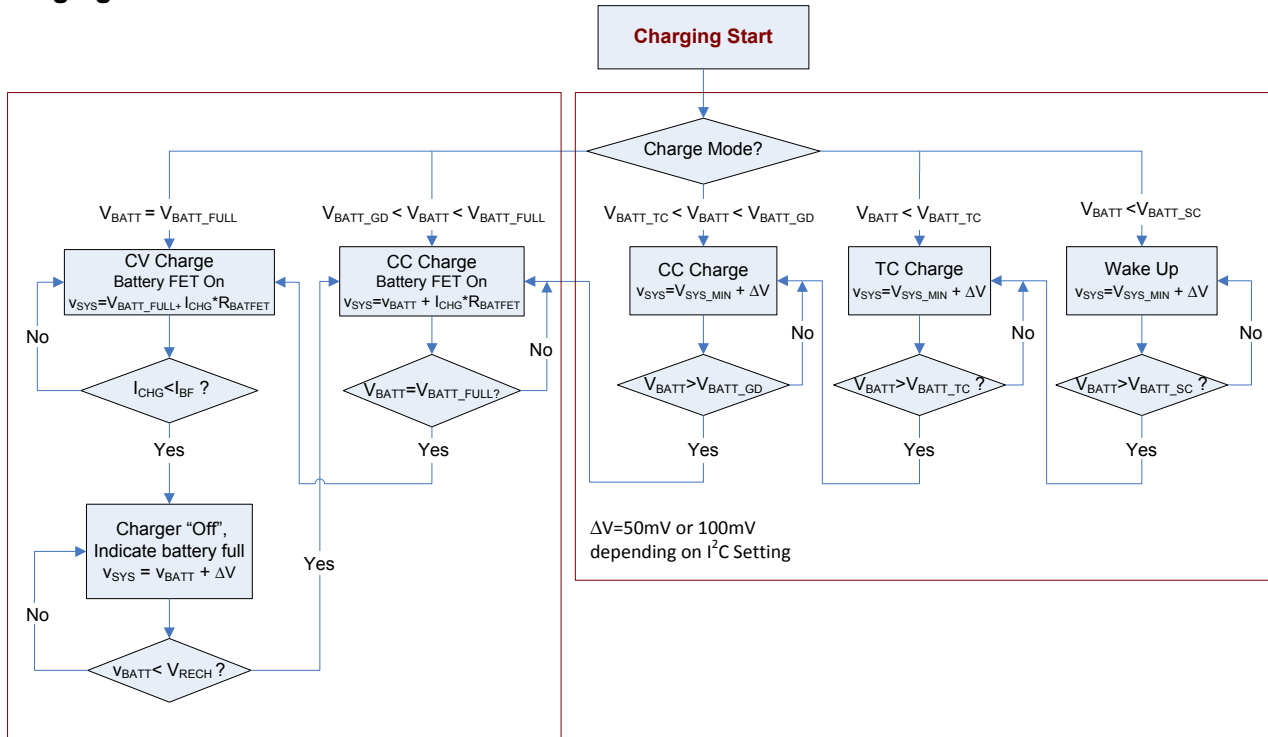 Charging Start
Charge Mode?
V_BATT = V_BATT_FULL
V_BATT_GD < V_BATT < V_BATT_FULL
V_BATT_TC < V_BATT < V_BATT_GD
V_BATT < V_BATT_TC
V_BATT <V_BATT_SC
CV Charge
Battery FET On
v_SYS=V_BATT_FULL+ I_CHG*R_BATFET
CC Charge
Battery FET On
v_SYS=v_BATT + I_CHG*R_BATFET
CC Charge
v_SYS=V_SYS_MIN + ΔV
TC Charge
v_SYS=V_SYS_MIN + ΔV
Wake Up
v_SYS=V_SYS_MIN + ΔV
No
No
No
No
No
I_CHG<I_BF ?
V_BATT=V_BATT_FULL?
V_BATT>V_BATT_GD
V_BATT>V_BATT_TC ?
V_BATT>V_BATT_SC ?
Yes
Yes
Yes
Yes
Yes
Charger “Off”,
Indicate battery full
v_SYS = v_BATT + ΔV
ΔV=50mV or 100mV
depending on I²C Setting
Yes
No
v_BATT< V_RECH ?